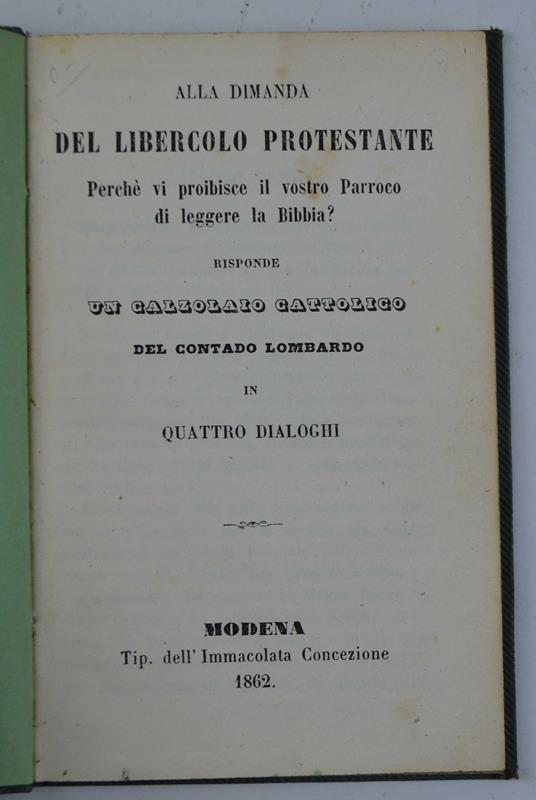 ALLA DIMANDA
DEL LIBERCOLO PROTESTANTE
Perchè vi proibisce il vostro Parroco
di leggere la Bibbia?
RISPONDE
UN CALZOLAIO CATTOLICO
DEL CONTADO LOMBARDO
IN
QUATTRO DIALOGHI
MODENA
Tip. dell'Immacolata Concezione
1862.